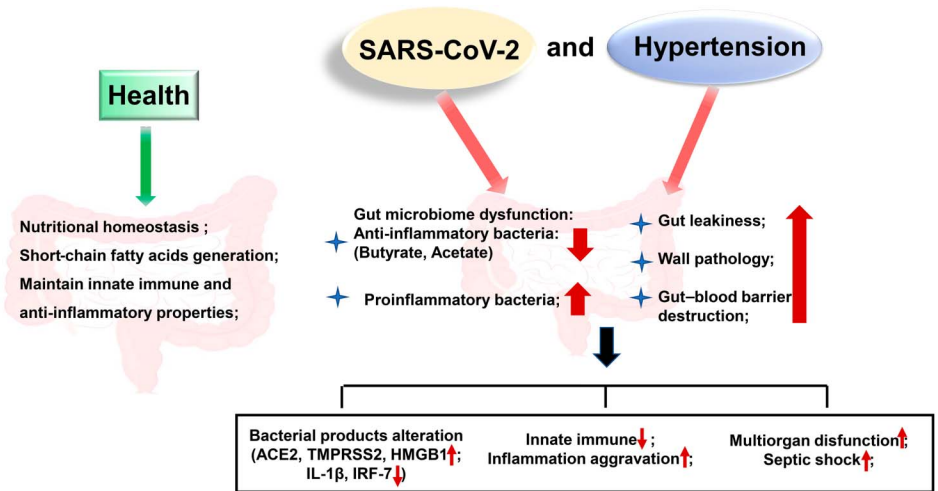 SARS-CoV-2 and Hypertension
Health
Nutritional homeostasis ;
Short-chain fatty acids generation;
Maintain innate immune and
anti-inflammatory properties;
Gut microbiome dysfunction:
Anti-inflammatory bacteria:
(Butyrate, Acetate)
Proinflammatory bacteria;
Gut leakiness;
Wall pathology;
Gut–blood barrier
destruction;
Bacterial products alteration
(ACE2, TMPRSS2, HMGB1;
IL-1β, IRF-7)
Innate immune ;
Inflammation aggravation ;
Multiorgan disfunction;
Septic shock ;